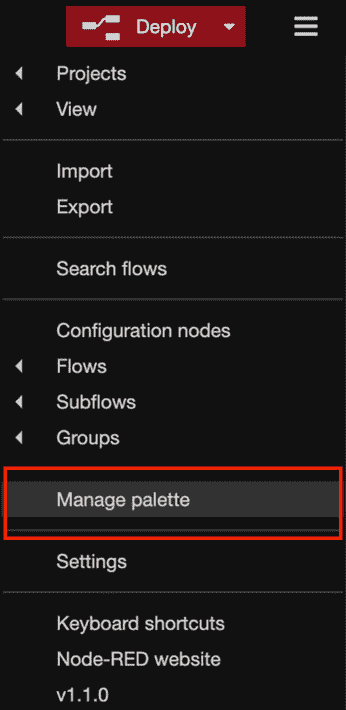 Deploy
Projects
View
Import
Export
Search flows
Configuration nodes
Flows
Subflows
Groups
Manage palette
Settings
Keyboard shortcuts
Node-RED website
v1.1.0